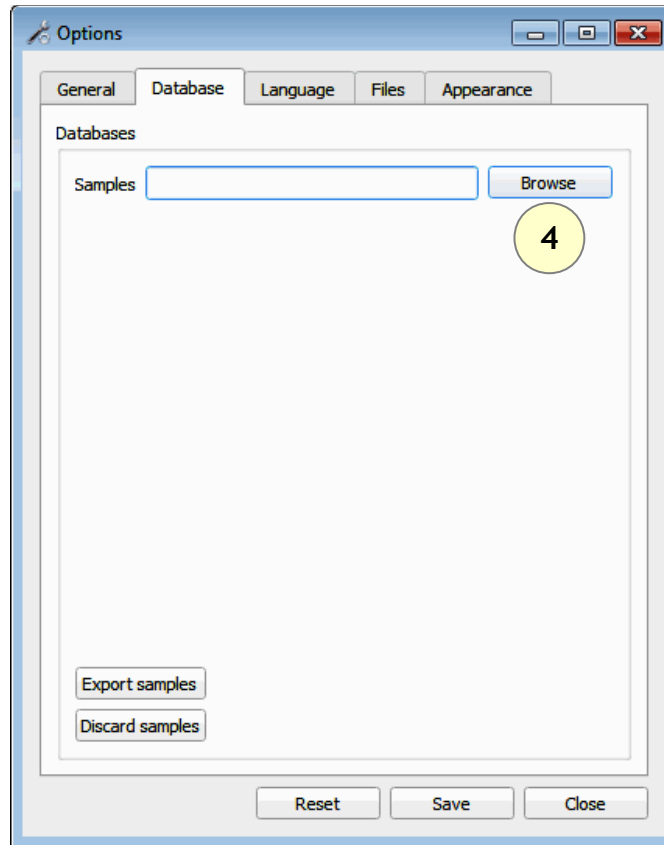 Options
General Database Language Files Appearance
Databases
Samples Browse
4
Export samples
Discard samples
Reset Save Close